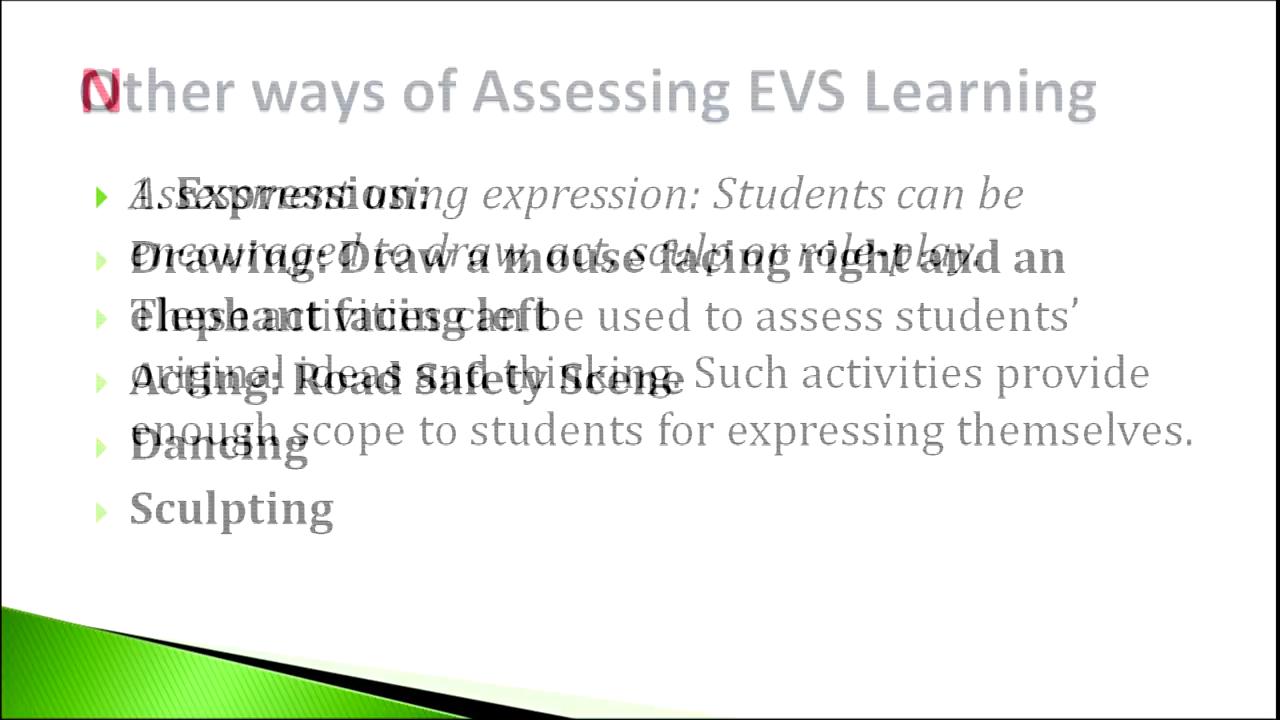 Other ways of Assessing EVS Learning
N
1. Expression:
Drawing: Draw a mouse facing right and an
elephant facing left
Acting: Road Safety Scene
Dancing
Sculpting
Assessment using expression: Students can be
encouraged to draw, act, sculp or role-play.
These activities can be used to assess students’
original ideas and thinking. Such activities provide
enough scope to students for expressing themselves.